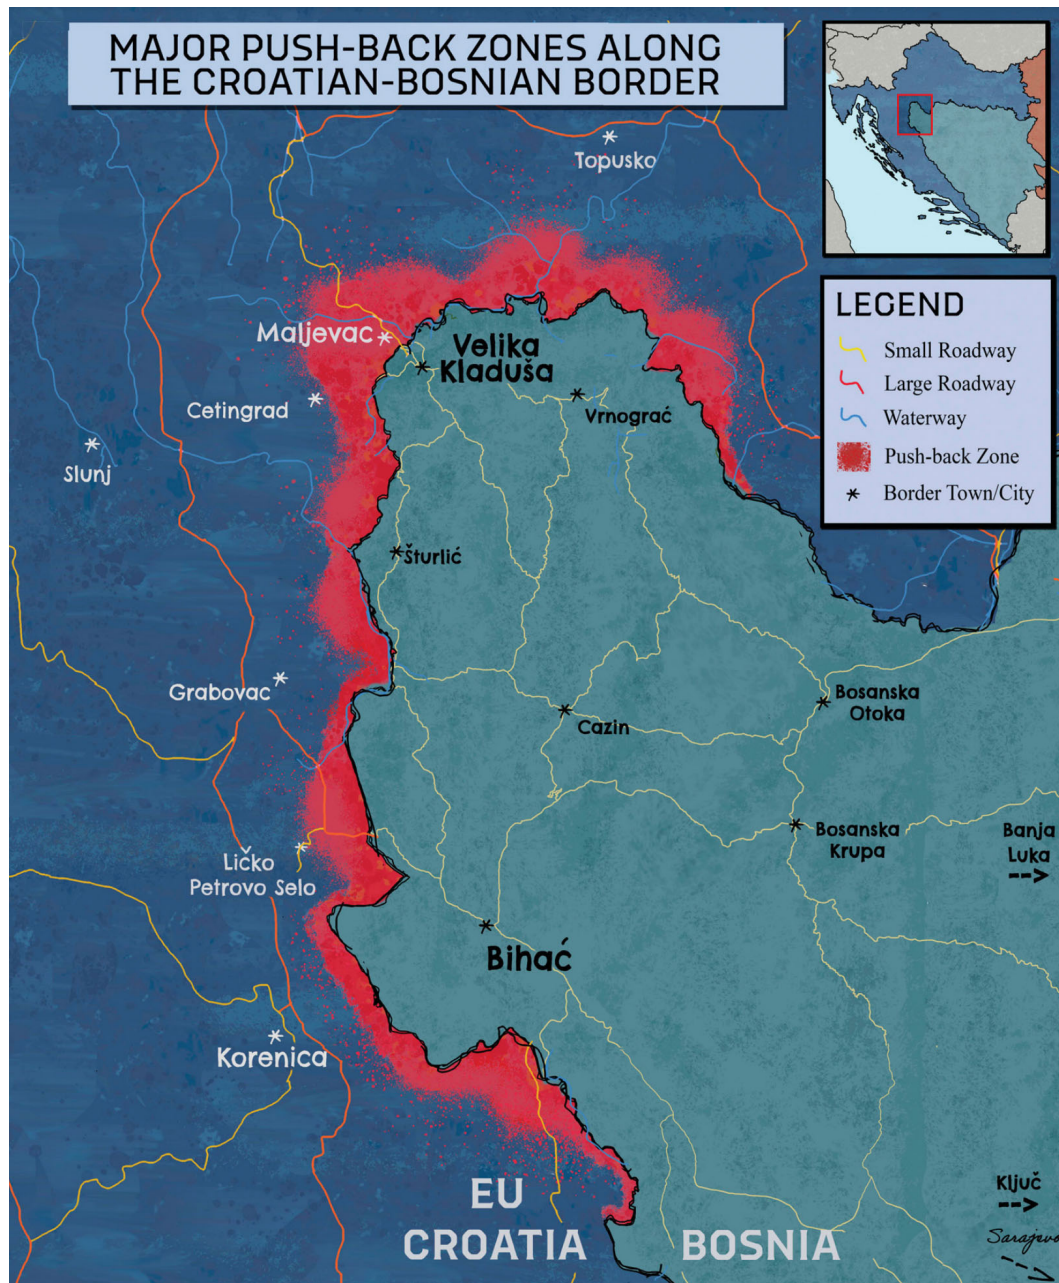 MAJOR PUSH-BACK ZONES ALONG
THE CROATIAN-BOSNIAN BORDER
Topusko
LEGEND
Small Roadway
Large Roadway
Waterway
Push-back Zone
Border Town/City
Maljevac
Velika
Kladuša
Cetingrad
Vrnograć
Slunj
Šturlić
Grabovac
Cazin
Bosanska
Otoka
Bosanska
Krupa
Banja
Luka
-->
Ličko
Petrovo Selo
Bihać
Korenica
EU
CROATIA
BOSNIA
Ključ
-->
Sarajevo
-->